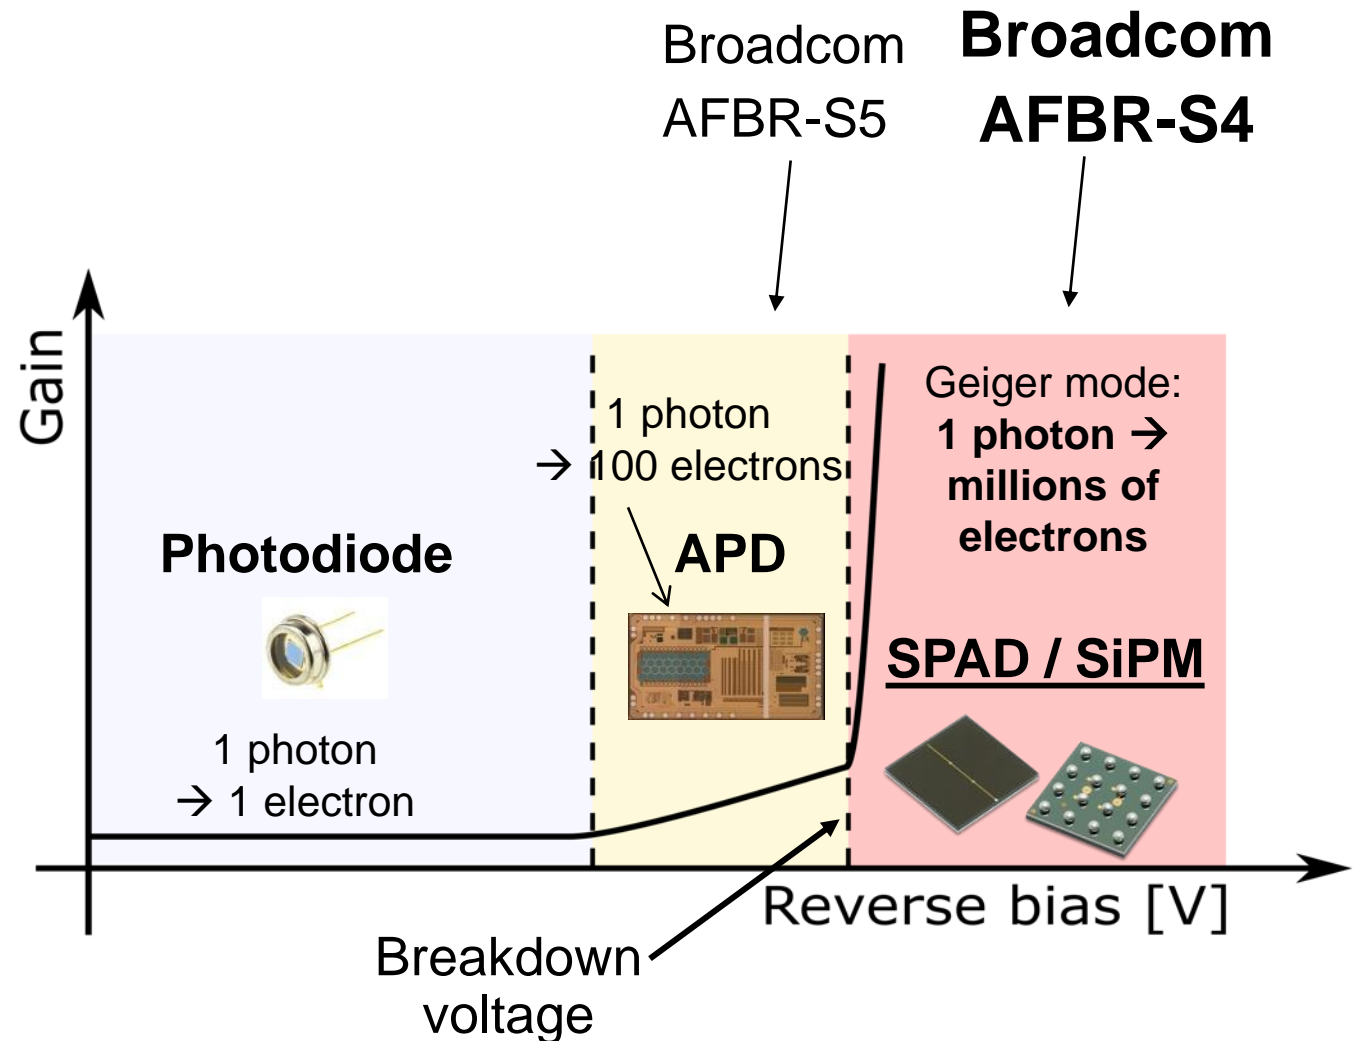 Broadcom
AFBR-S5
Broadcom
AFBR-S4
Gain
1 photon
→ 100 electrons
Geiger mode:
1 photon →
millions of
electrons
Photodiode
APD
SPAD / SiPM
1 photon
→ 1 electron
Reverse bias [V]
Breakdown
voltage